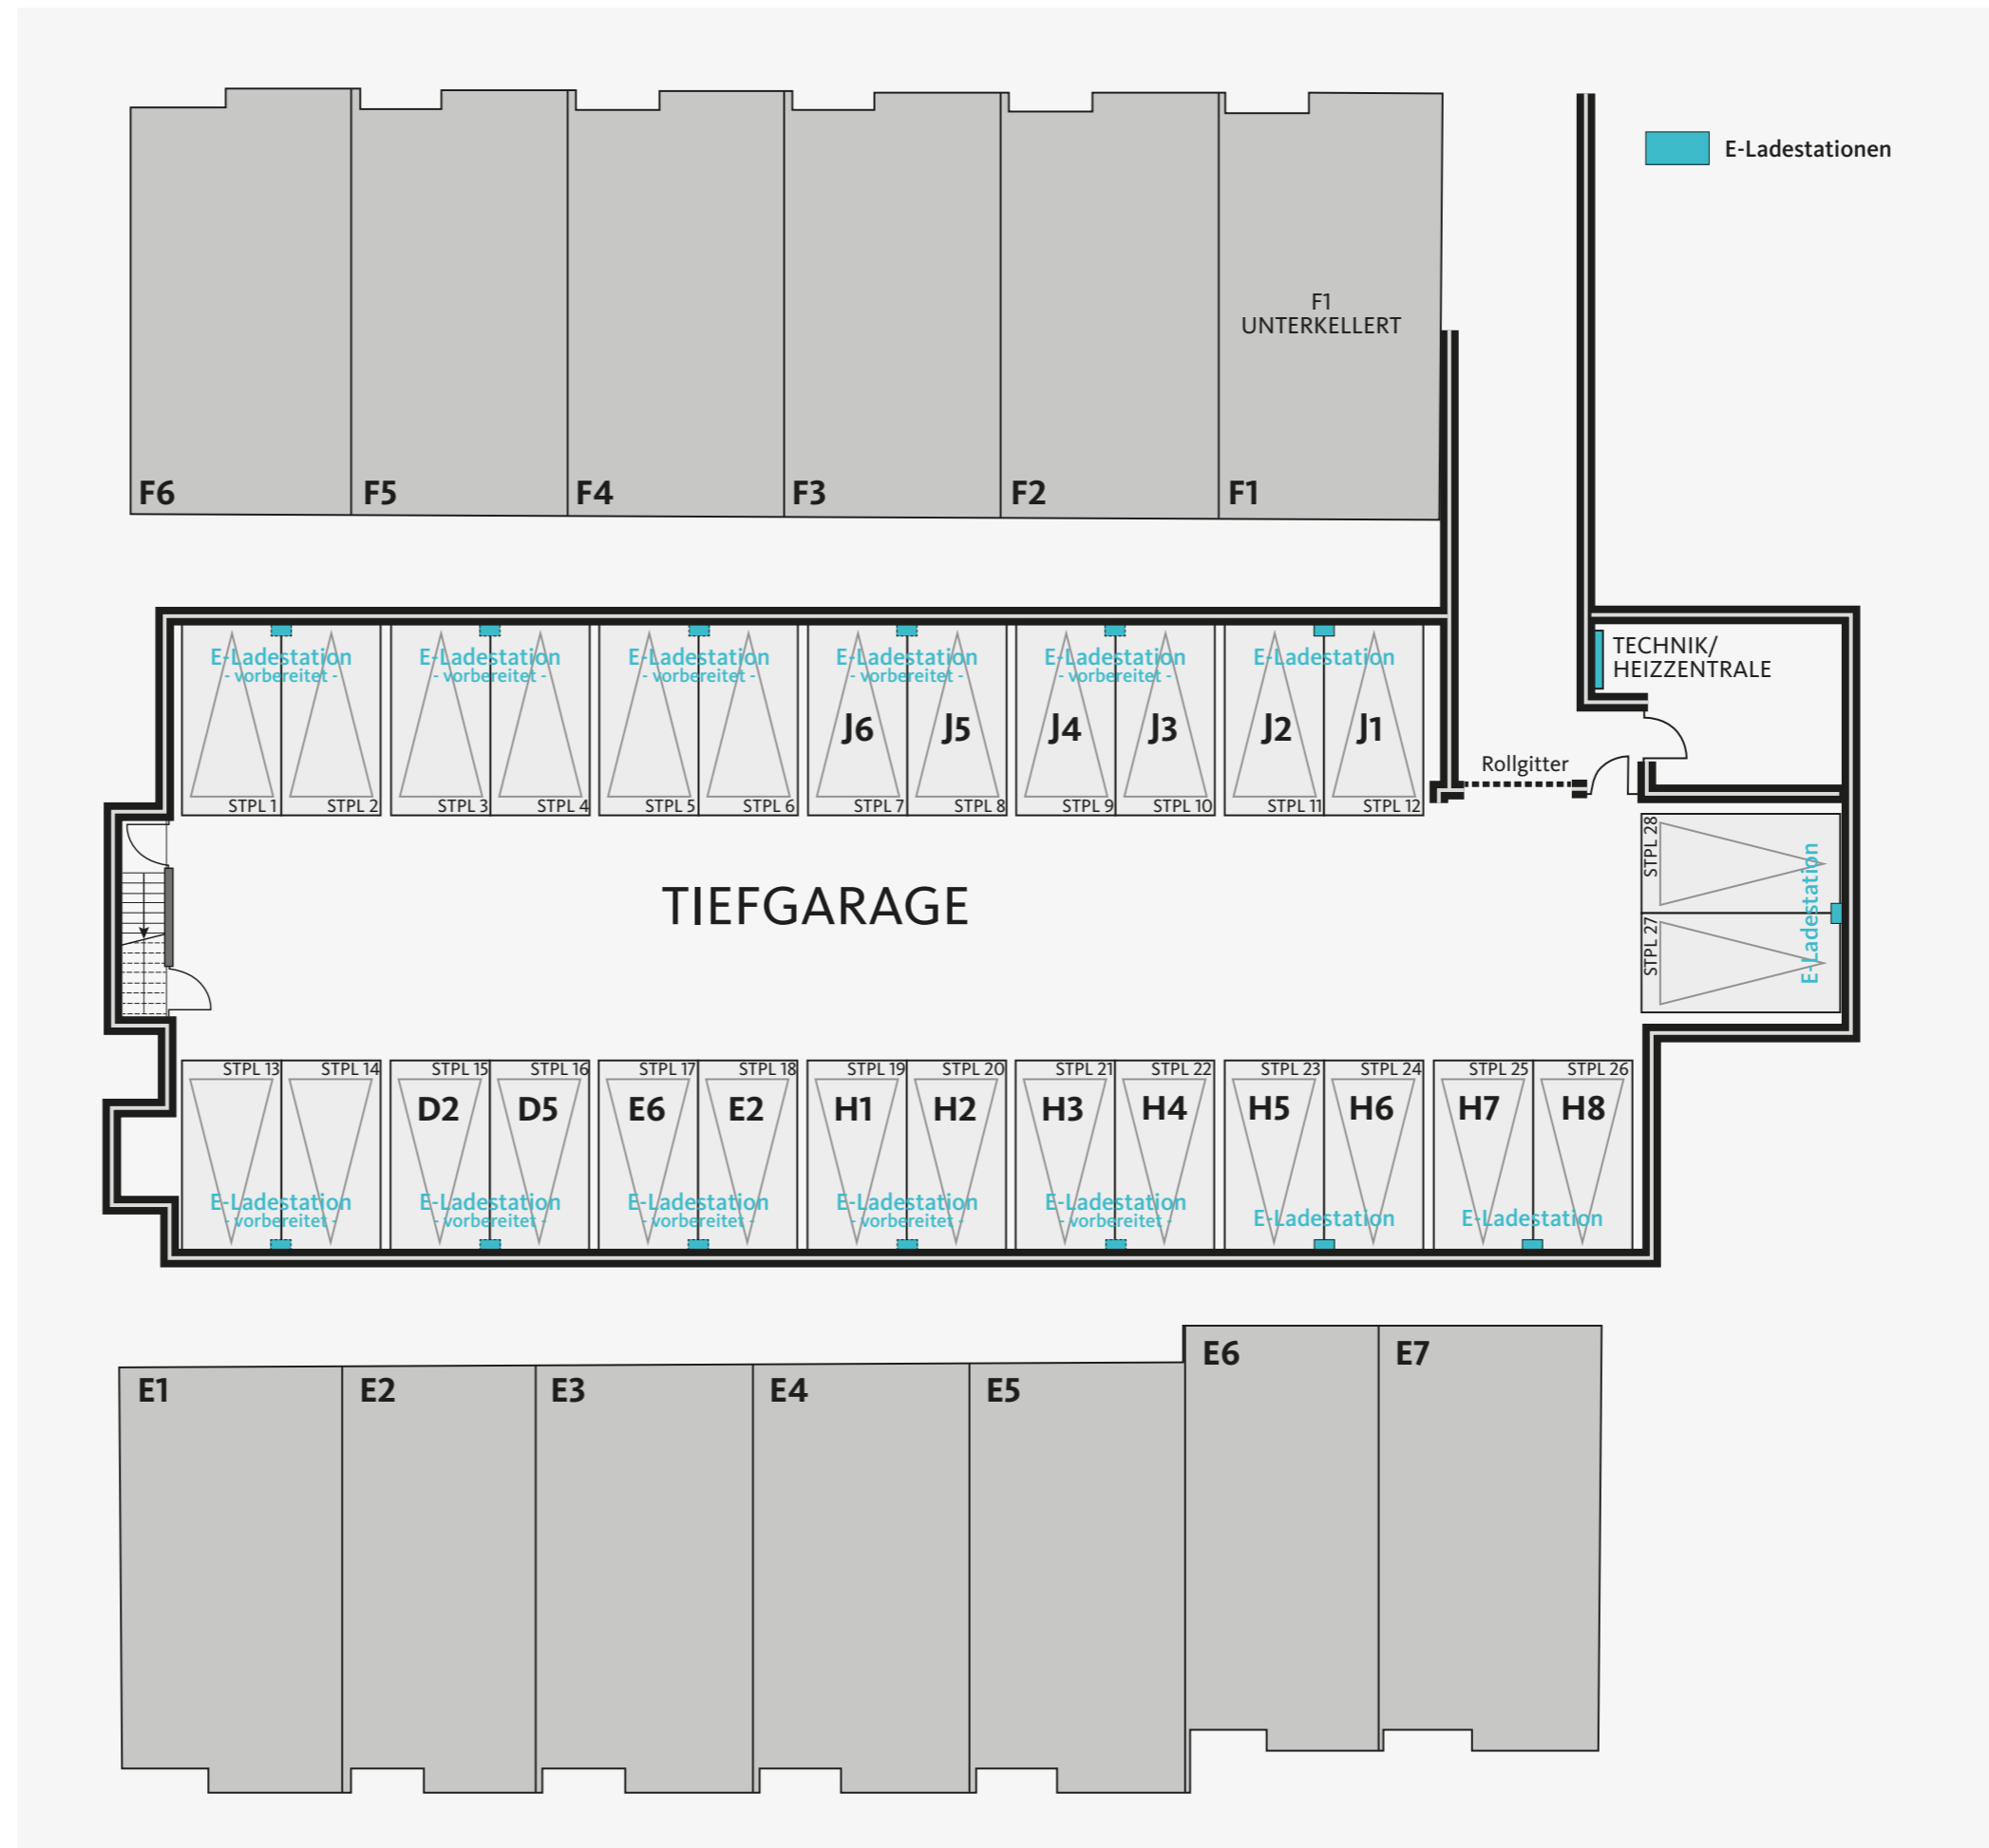 E-Ladestationen
F1
UNTERKELLERT
F6 F5 F4 F3 F2 F1
E-Ladestation E-Ladestation E-Ladestation E-Ladestation E-Ladestation E-Ladestation
- vorbereitet - - vorbereitet - - vorbereitet - - vorbereitet - - vorbereitet -
TECHNIK/
HEIZZENTRALE
J6 J5 J4 J3 J2 J1
Rollgitter
STPL 1 STPL 2 STPL 3 STPL 4 STPL 5 STPL 6 STPL 7 STPL 8 STPL 9 STPL 10 STPL 11 STPL 12
STPL 28
E-Ladestation
STPL 27
TIEFGARAGE
STPL 13 STPL 14 STPL 15 STPL 16 STPL 17 STPL 18 STPL 19 STPL 20 STPL 21 STPL 22 STPL 23 STPL 24 STPL 25 STPL 26
D2 D5 E6 E2 H1 H2 H3 H4 H5 H6 H7 H8
E-Ladestation E-Ladestation E-Ladestation E-Ladestation E-Ladestation E-Ladestation E-Ladestation
- vorbereitet - - vorbereitet - - vorbereitet - - vorbereitet - - vorbereitet -
E6 E7
E1 E2 E3 E4 E5